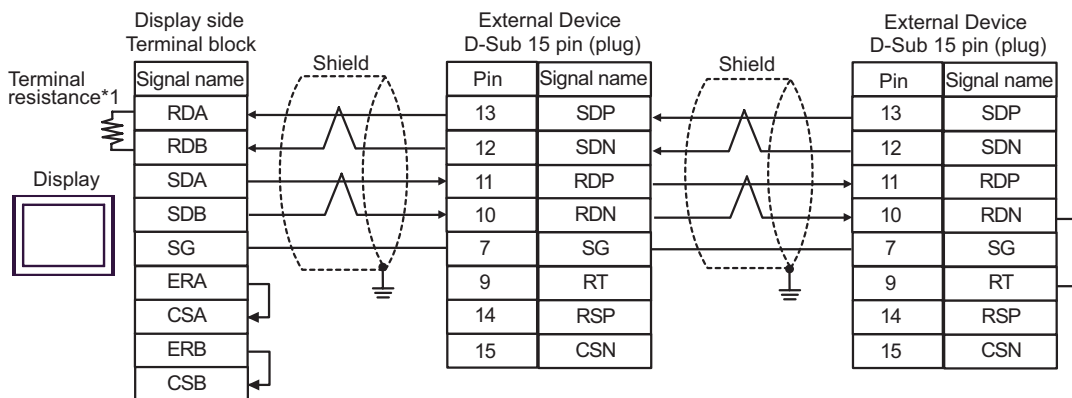 Display side
Terminal block
External Device
D-Sub 15 pin (plug)
External Device
D-Sub 15 pin (plug)
Terminal
resistance*1
Shield
Shield
Display
Signal name
RDA
RDB
SDA
SDB
SG
ERA
CSA
ERB
CSB
Pin Signal name
13 SDP
12 SDN
11 RDP
10 RDN
7 SG
9 RT
14 RSP
15 CSN
Pin Signal name
13 SDP
12 SDN
11 RDP
10 RDN
7 SG
9 RT
14 RSP
15 CSN